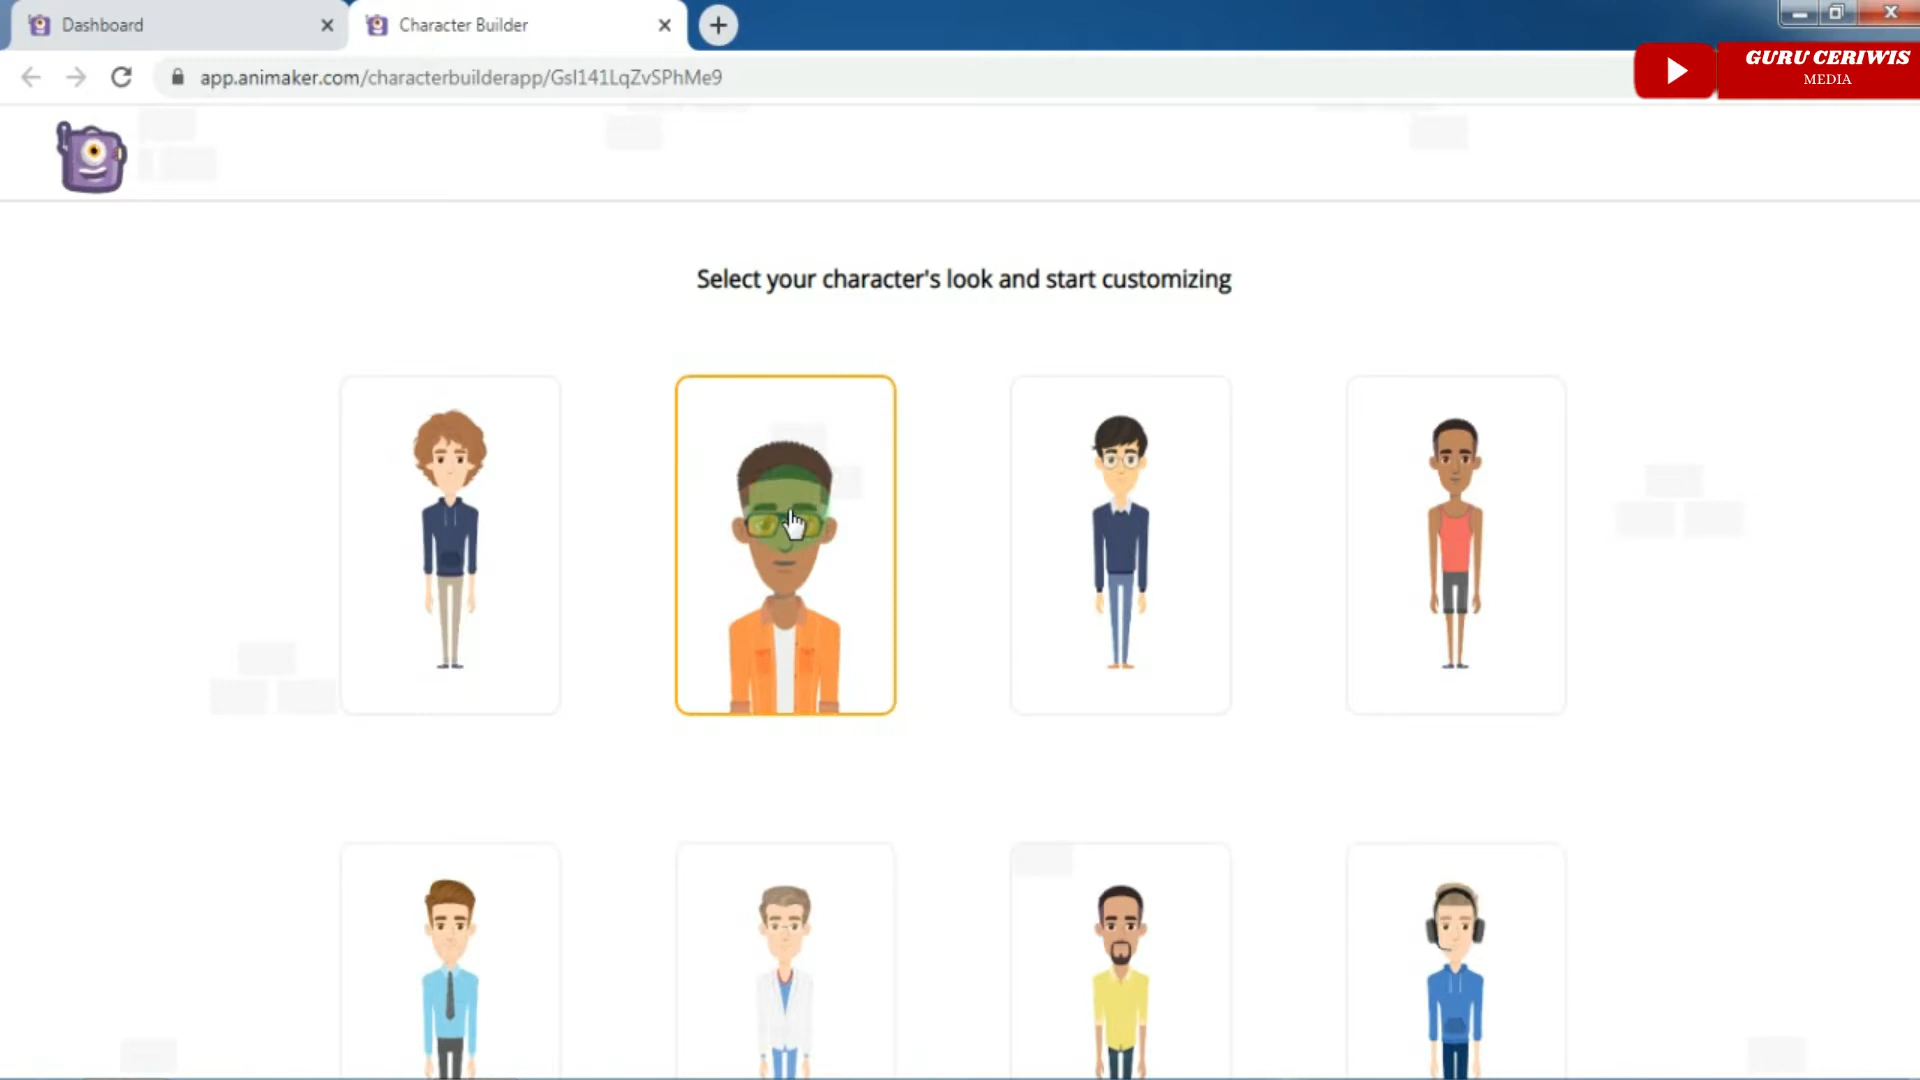 Dashboard
Character Builder
app.animaker.com/characterbuilderapp/GsI141LqZvSPhMe9
GURU CERIWIS
MEDIA
Select your character's look and start customizing